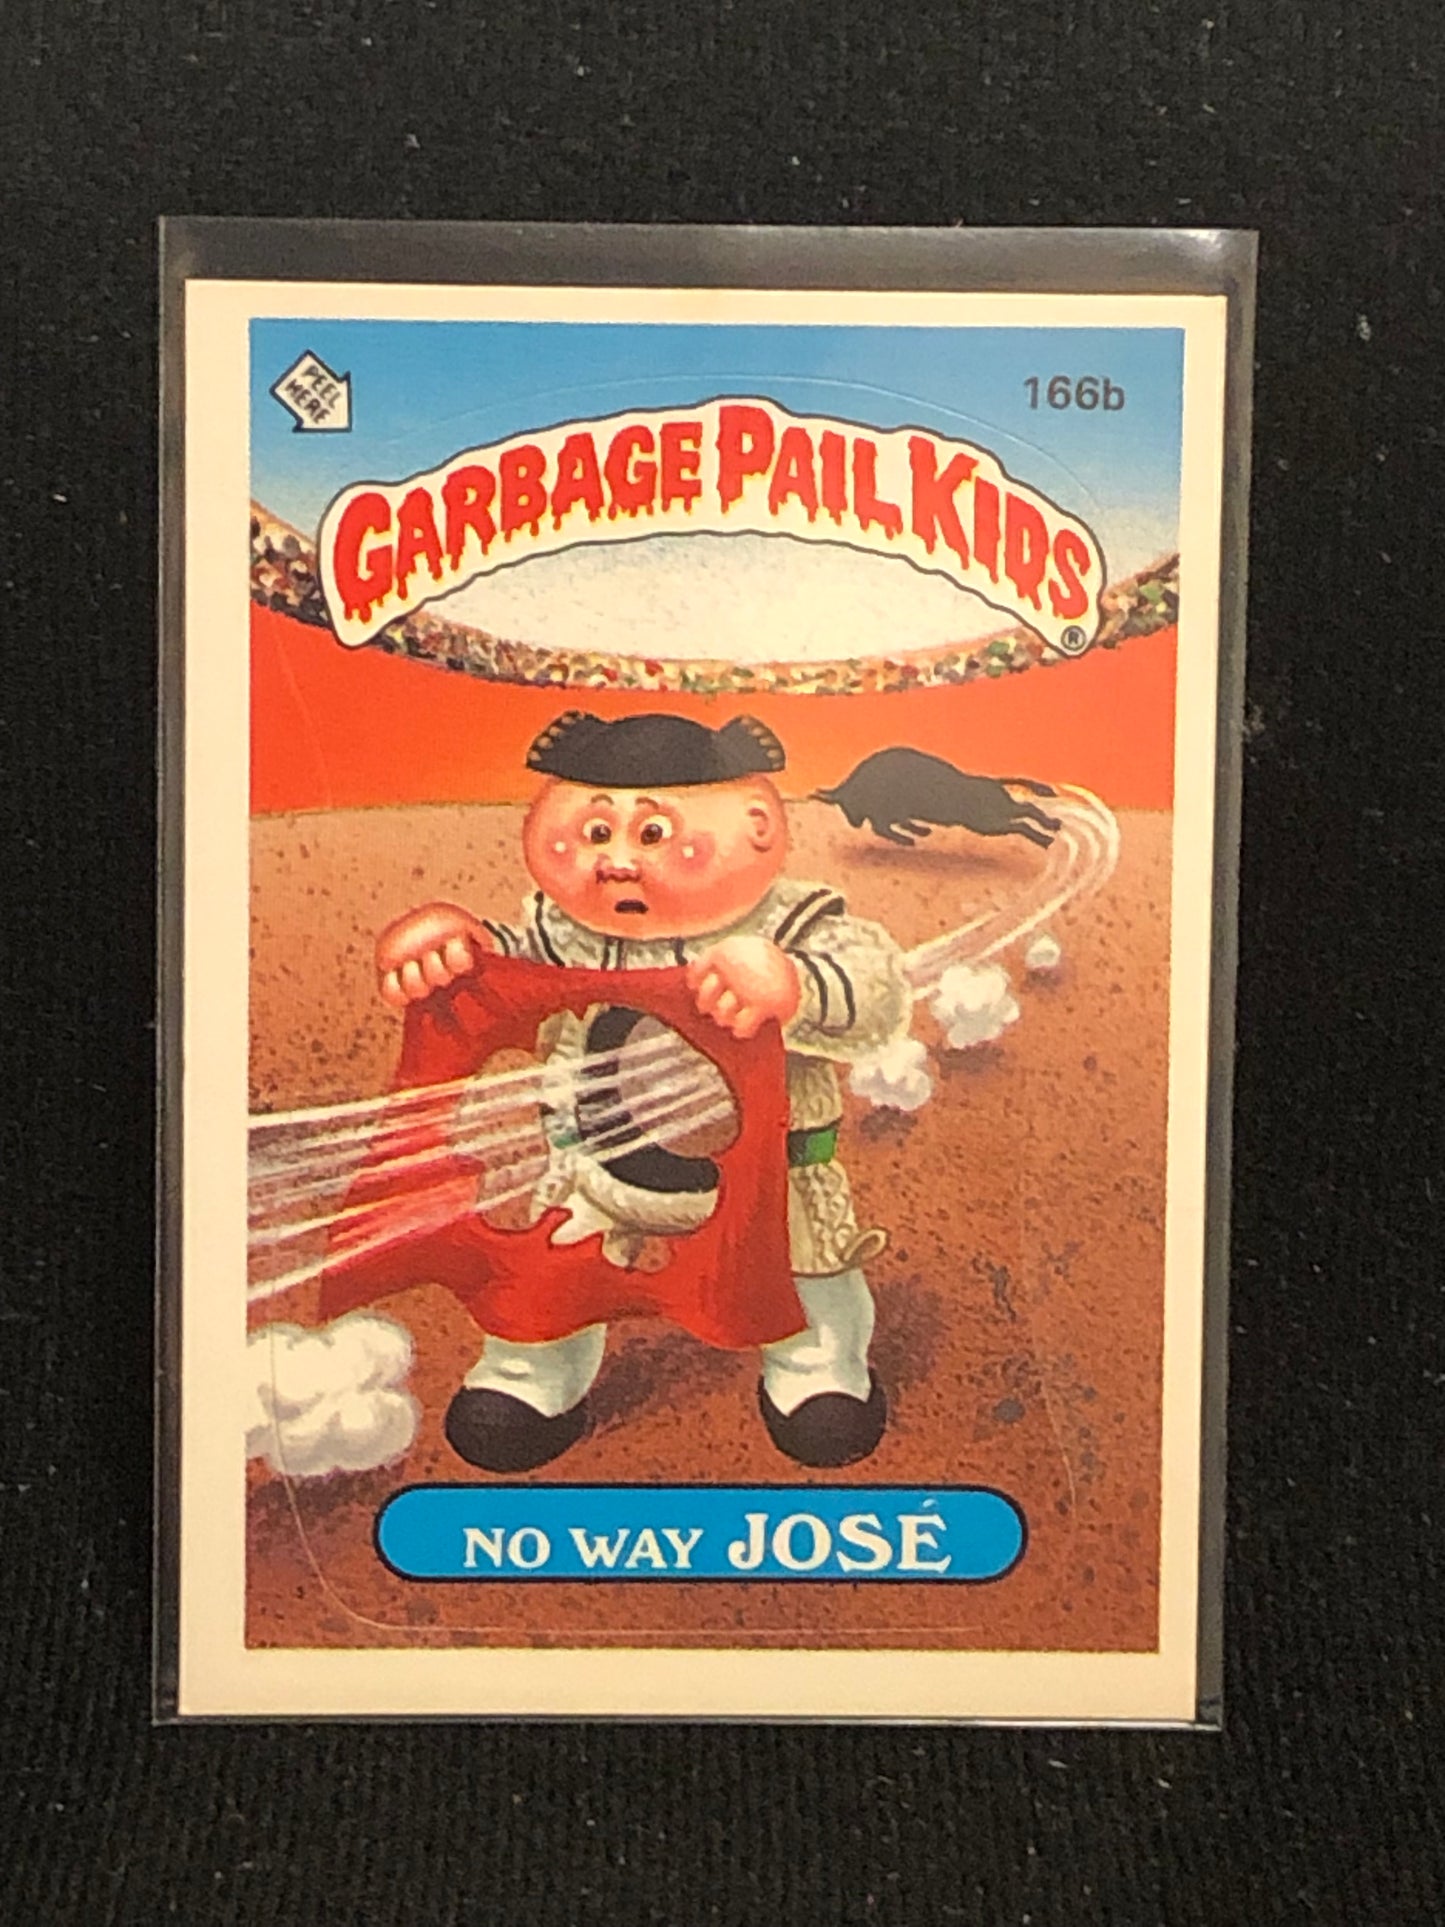 PEEL
HERE
166b
GARBAGE PAIL KIDS
®
NO WAY JOSÉ